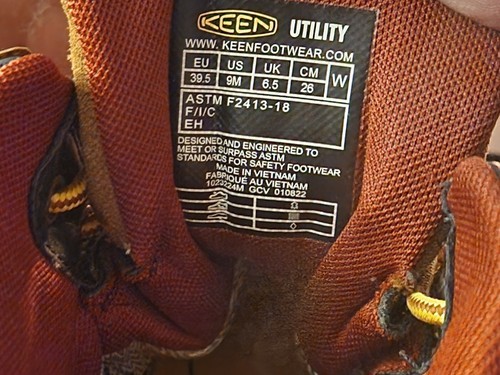 KEEN UTILITY
WWW.KEENFOOTWEAR.COM
EU US UK CM W
39.5 9M 6.5 26
ASTM F2413-18
F/I/C
EH
DESIGNED AND ENGINEERED TO
MEET OR SURPASS ASTM
STANDARDS FOR SAFETY FOOTWEAR
MADE IN VIETNAM
FABRIQUÉ AU VIETNAM
GCV 010822